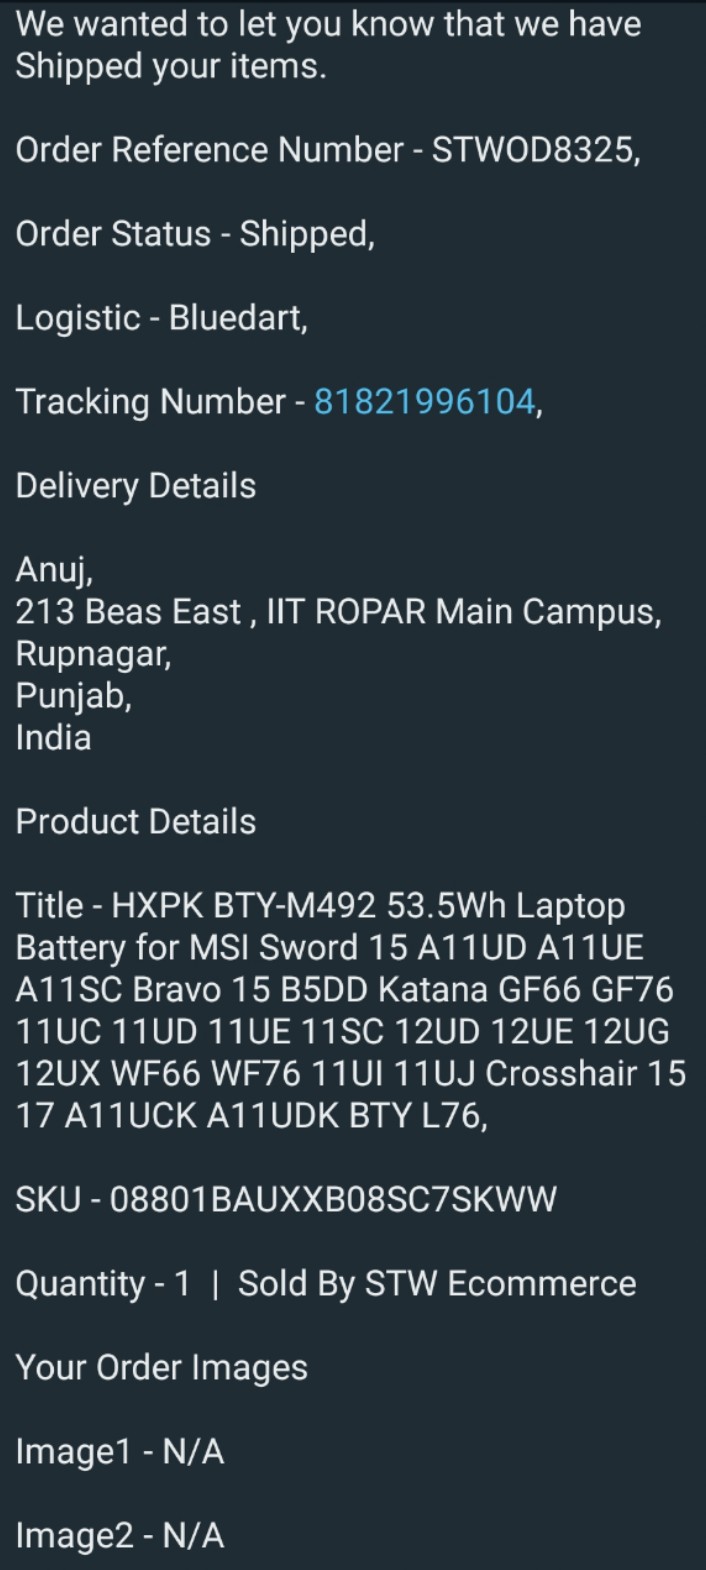 We wanted to let you know that we have
Shipped your items.
Order Reference Number - STWOD8325,
Order Status - Shipped,
Logistic - Bluedart,
Tracking Number - 81821996104,
Delivery Details
Anuj,
213 Beas East , IIT ROPAR Main Campus,
Rupnagar,
Punjab,
India
Product Details
Title - HXPK BTY-M492 53.5Wh Laptop
Battery for MSI Sword 15 A11UD A11UE
A11SC Bravo 15 B5DD Katana GF66 GF76
11UC 11UD 11UE 11SC 12UD 12UE 12UG
12UX WF66 WF76 11UI 11UJ Crosshair 15
17 A11UCK A11UDK BTY L76,
SKU - 08801BAUXXB08SC7SKWW
Quantity - 1 | Sold By STW Ecommerce
Your Order Images
Image1 - N/A
Image2 - N/A